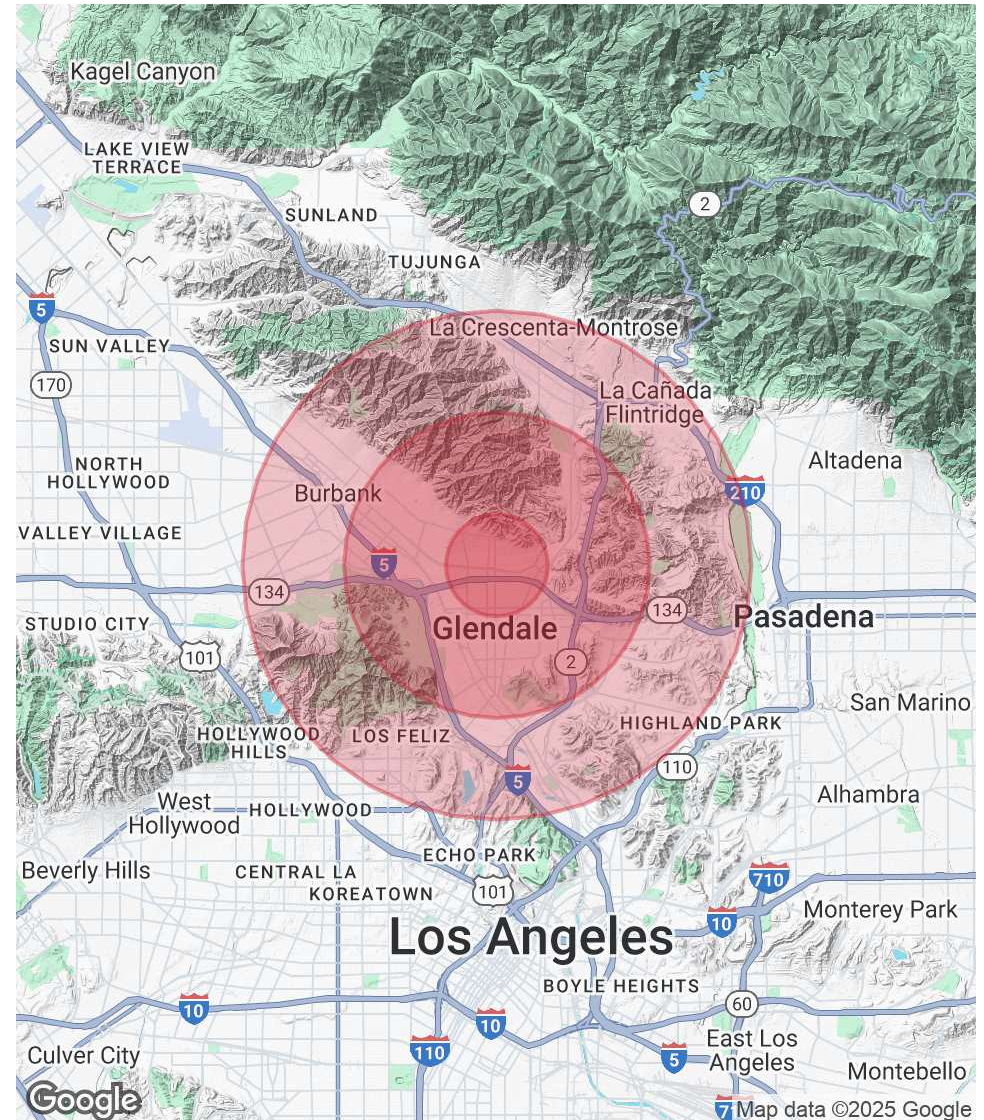 Kagel Canyon
LAKE VIEW
TERRACE
2
SUNLAND
TUJUNGA
5
La Crescenta-Montrose
SUN VALLEY
170
La Cañada
Flintridge
Altadena
NORTH
HOLLYWOOD
Burbank
210
VALLEY VILLAGE
5
134
134
Pasadena
STUDIO CITY
Glendale
101
2
San Marino
HIGHLAND PARK
HOLLYWOOD
HILLS
LOS FELIZ
110
5
West
Hollywood
HOLLYWOOD
Alhambra
ECHO PARK
Beverly Hills
CENTRAL LA
KOREATOWN
101
710
Monterey Park
10
Los Angeles
BOYLE HEIGHTS
60
10
10
110
East Los
Angeles
5
Culver City
Montebello
Google
Map data ©2025 Google